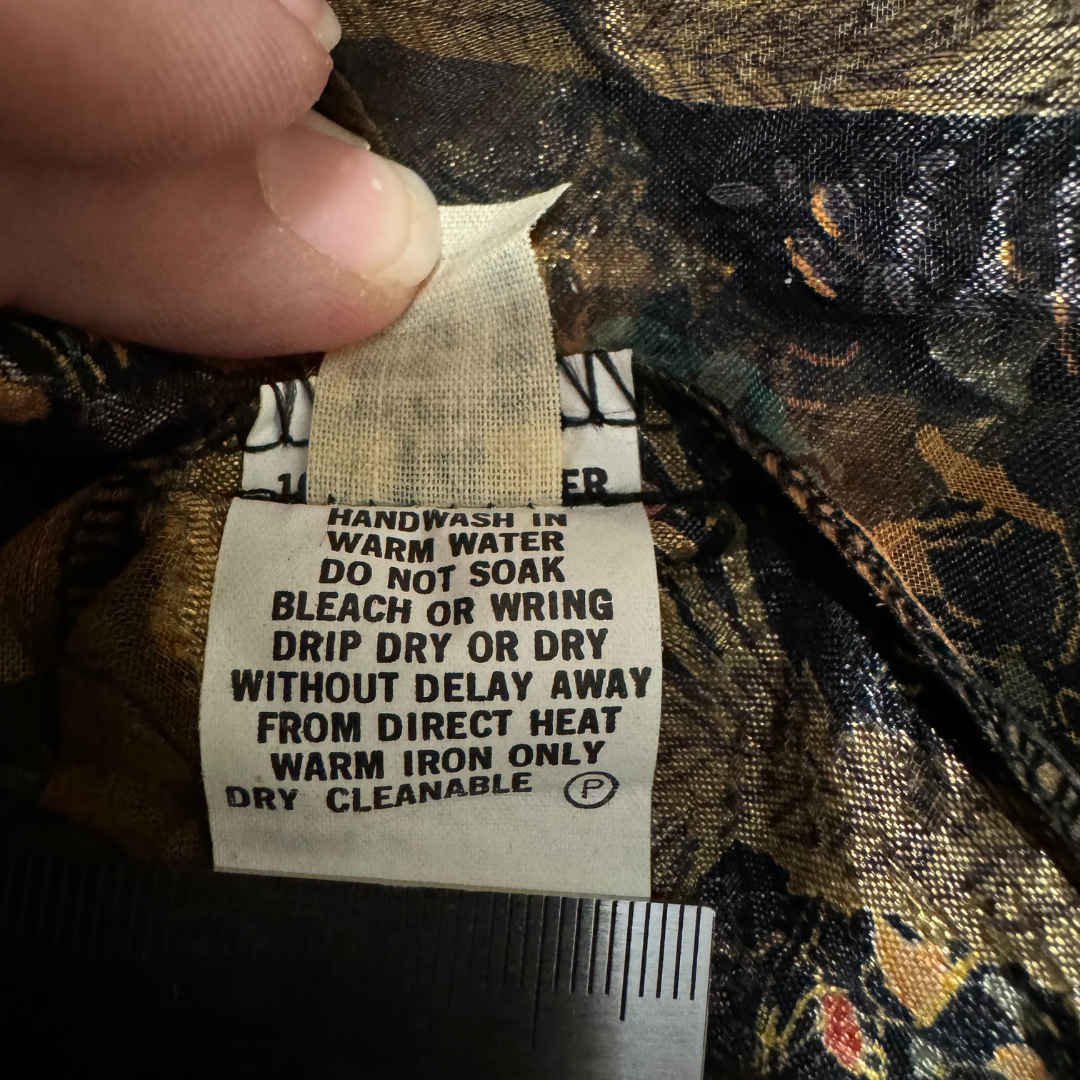 HANDWASH IN
WARM WATER
DO NOT SOAK
BLEACH OR WRING
DRIP DRY OR DRY
WITHOUT DELAY AWAY
FROM DIRECT HEAT
WARM IRON ONLY
DRY CLEANABLE Ⓟ